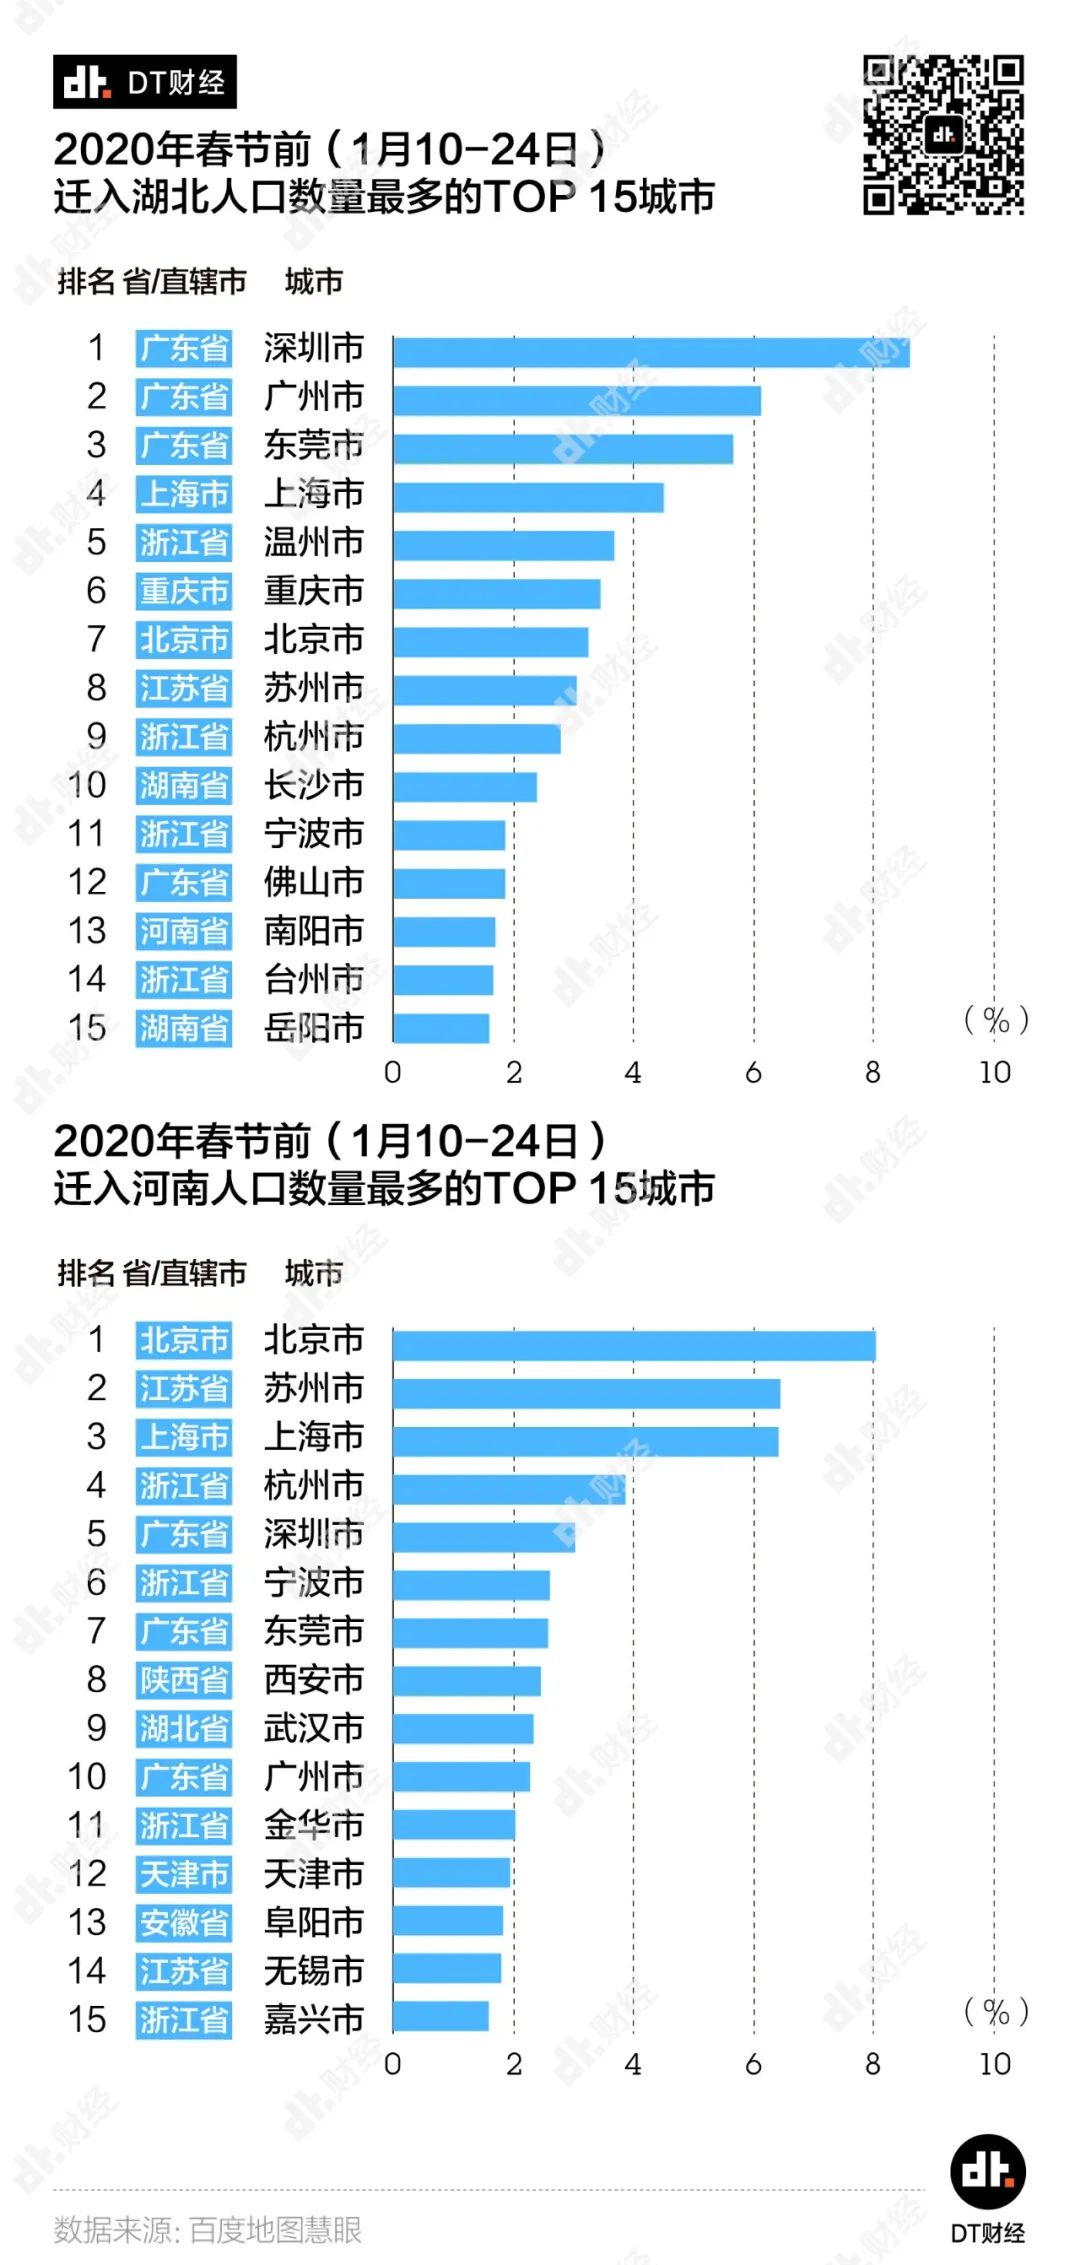 dt. DT财经
2020年春节前（1月10-24日）
迁入湖北人口数量最多的TOP 15城市
排名 省/直辖市 城市
1 广东省 深圳市
2 广东省 广州市
3 广东省 东莞市
4 上海市 上海市
5 浙江省 温州市
6 重庆市 重庆市
7 北京市 北京市
8 江苏省 苏州市
9 浙江省 杭州市
10 湖南省 长沙市
11 浙江省 宁波市
12 广东省 佛山市
13 河南省 南阳市
14 浙江省 台州市
15 湖南省 岳阳市
（%）
0 2 4 6 8 10
2020年春节前（1月10-24日）
迁入河南人口数量最多的TOP 15城市
排名 省/直辖市 城市
1 北京市 北京市
2 江苏省 苏州市
3 上海市 上海市
4 浙江省 杭州市
5 广东省 深圳市
6 浙江省 宁波市
7 广东省 东莞市
8 陕西省 西安市
9 湖北省 武汉市
10 广东省 广州市
11 浙江省 金华市
12 天津市 天津市
13 安徽省 阜阳市
14 江苏省 无锡市
15 浙江省 嘉兴市
（%）
0 2 4 6 8 10
数据来源: 百度地图慧眼
dt.
DT财经